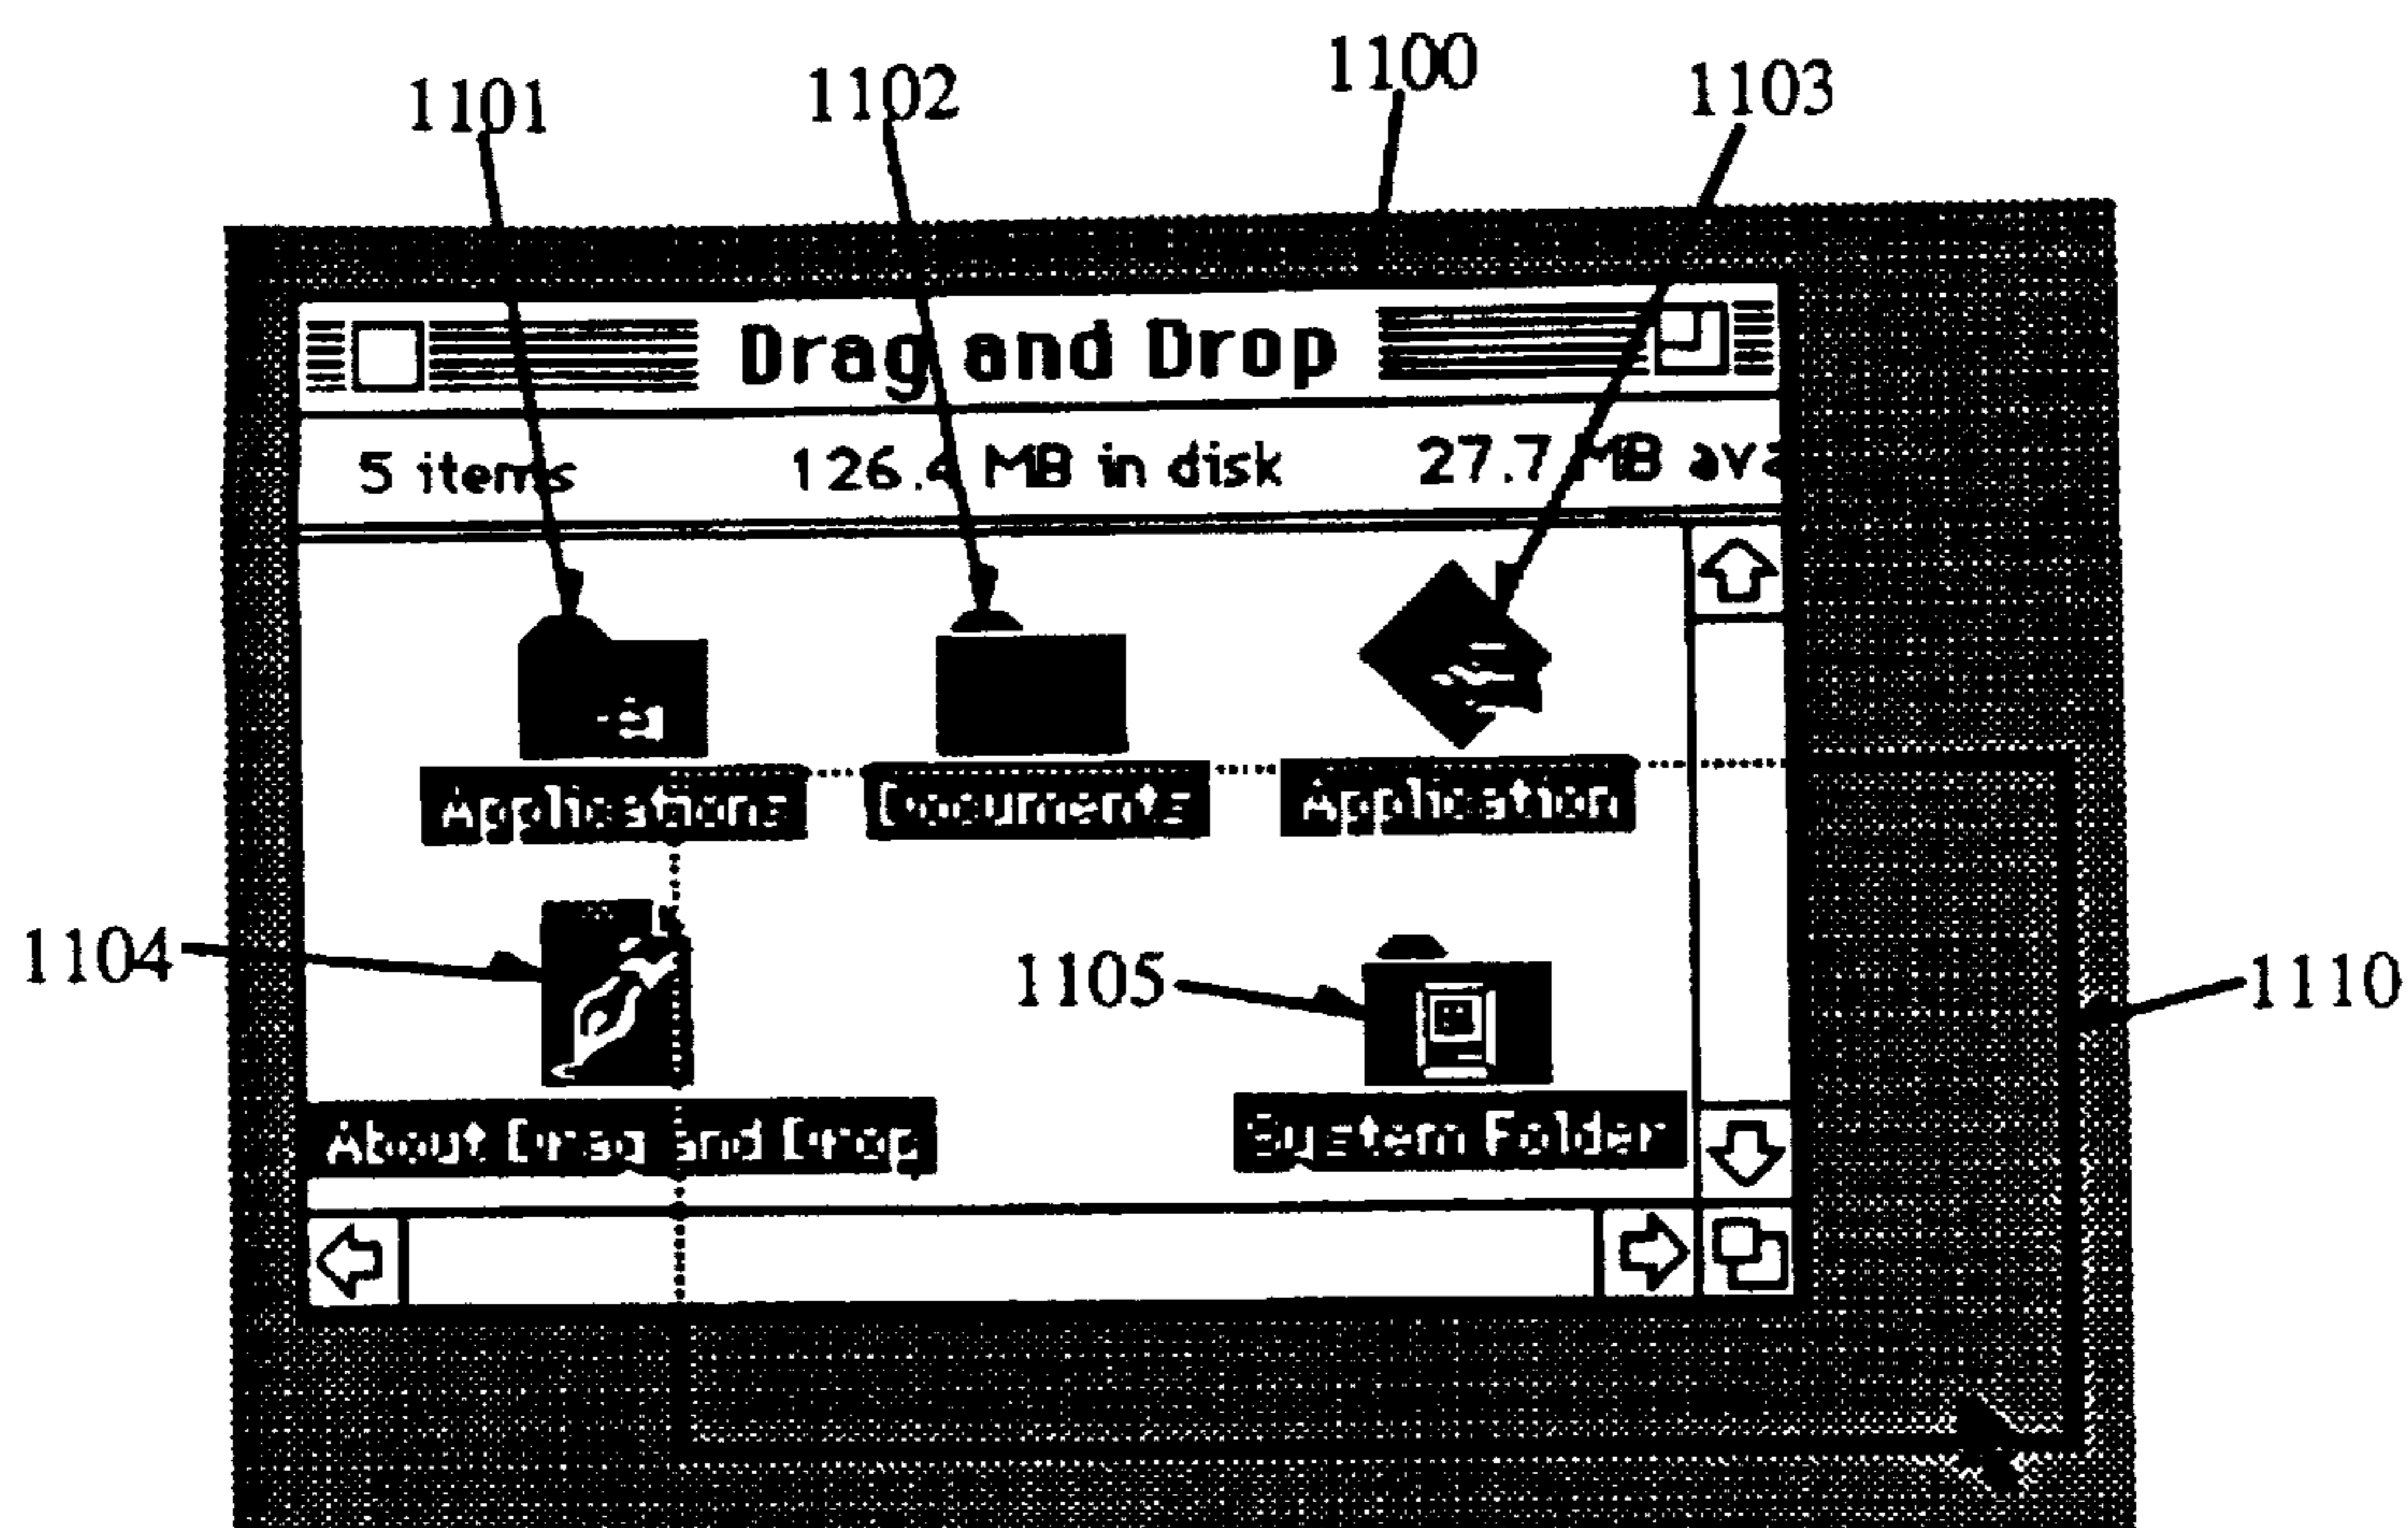 1101 1102 1100 1103
Drag and Drop
5 items 126.4 MB in disk 27.7 MB ava
Applications Documents Application
1104 1105 1110
About Drag and Drop System Folder